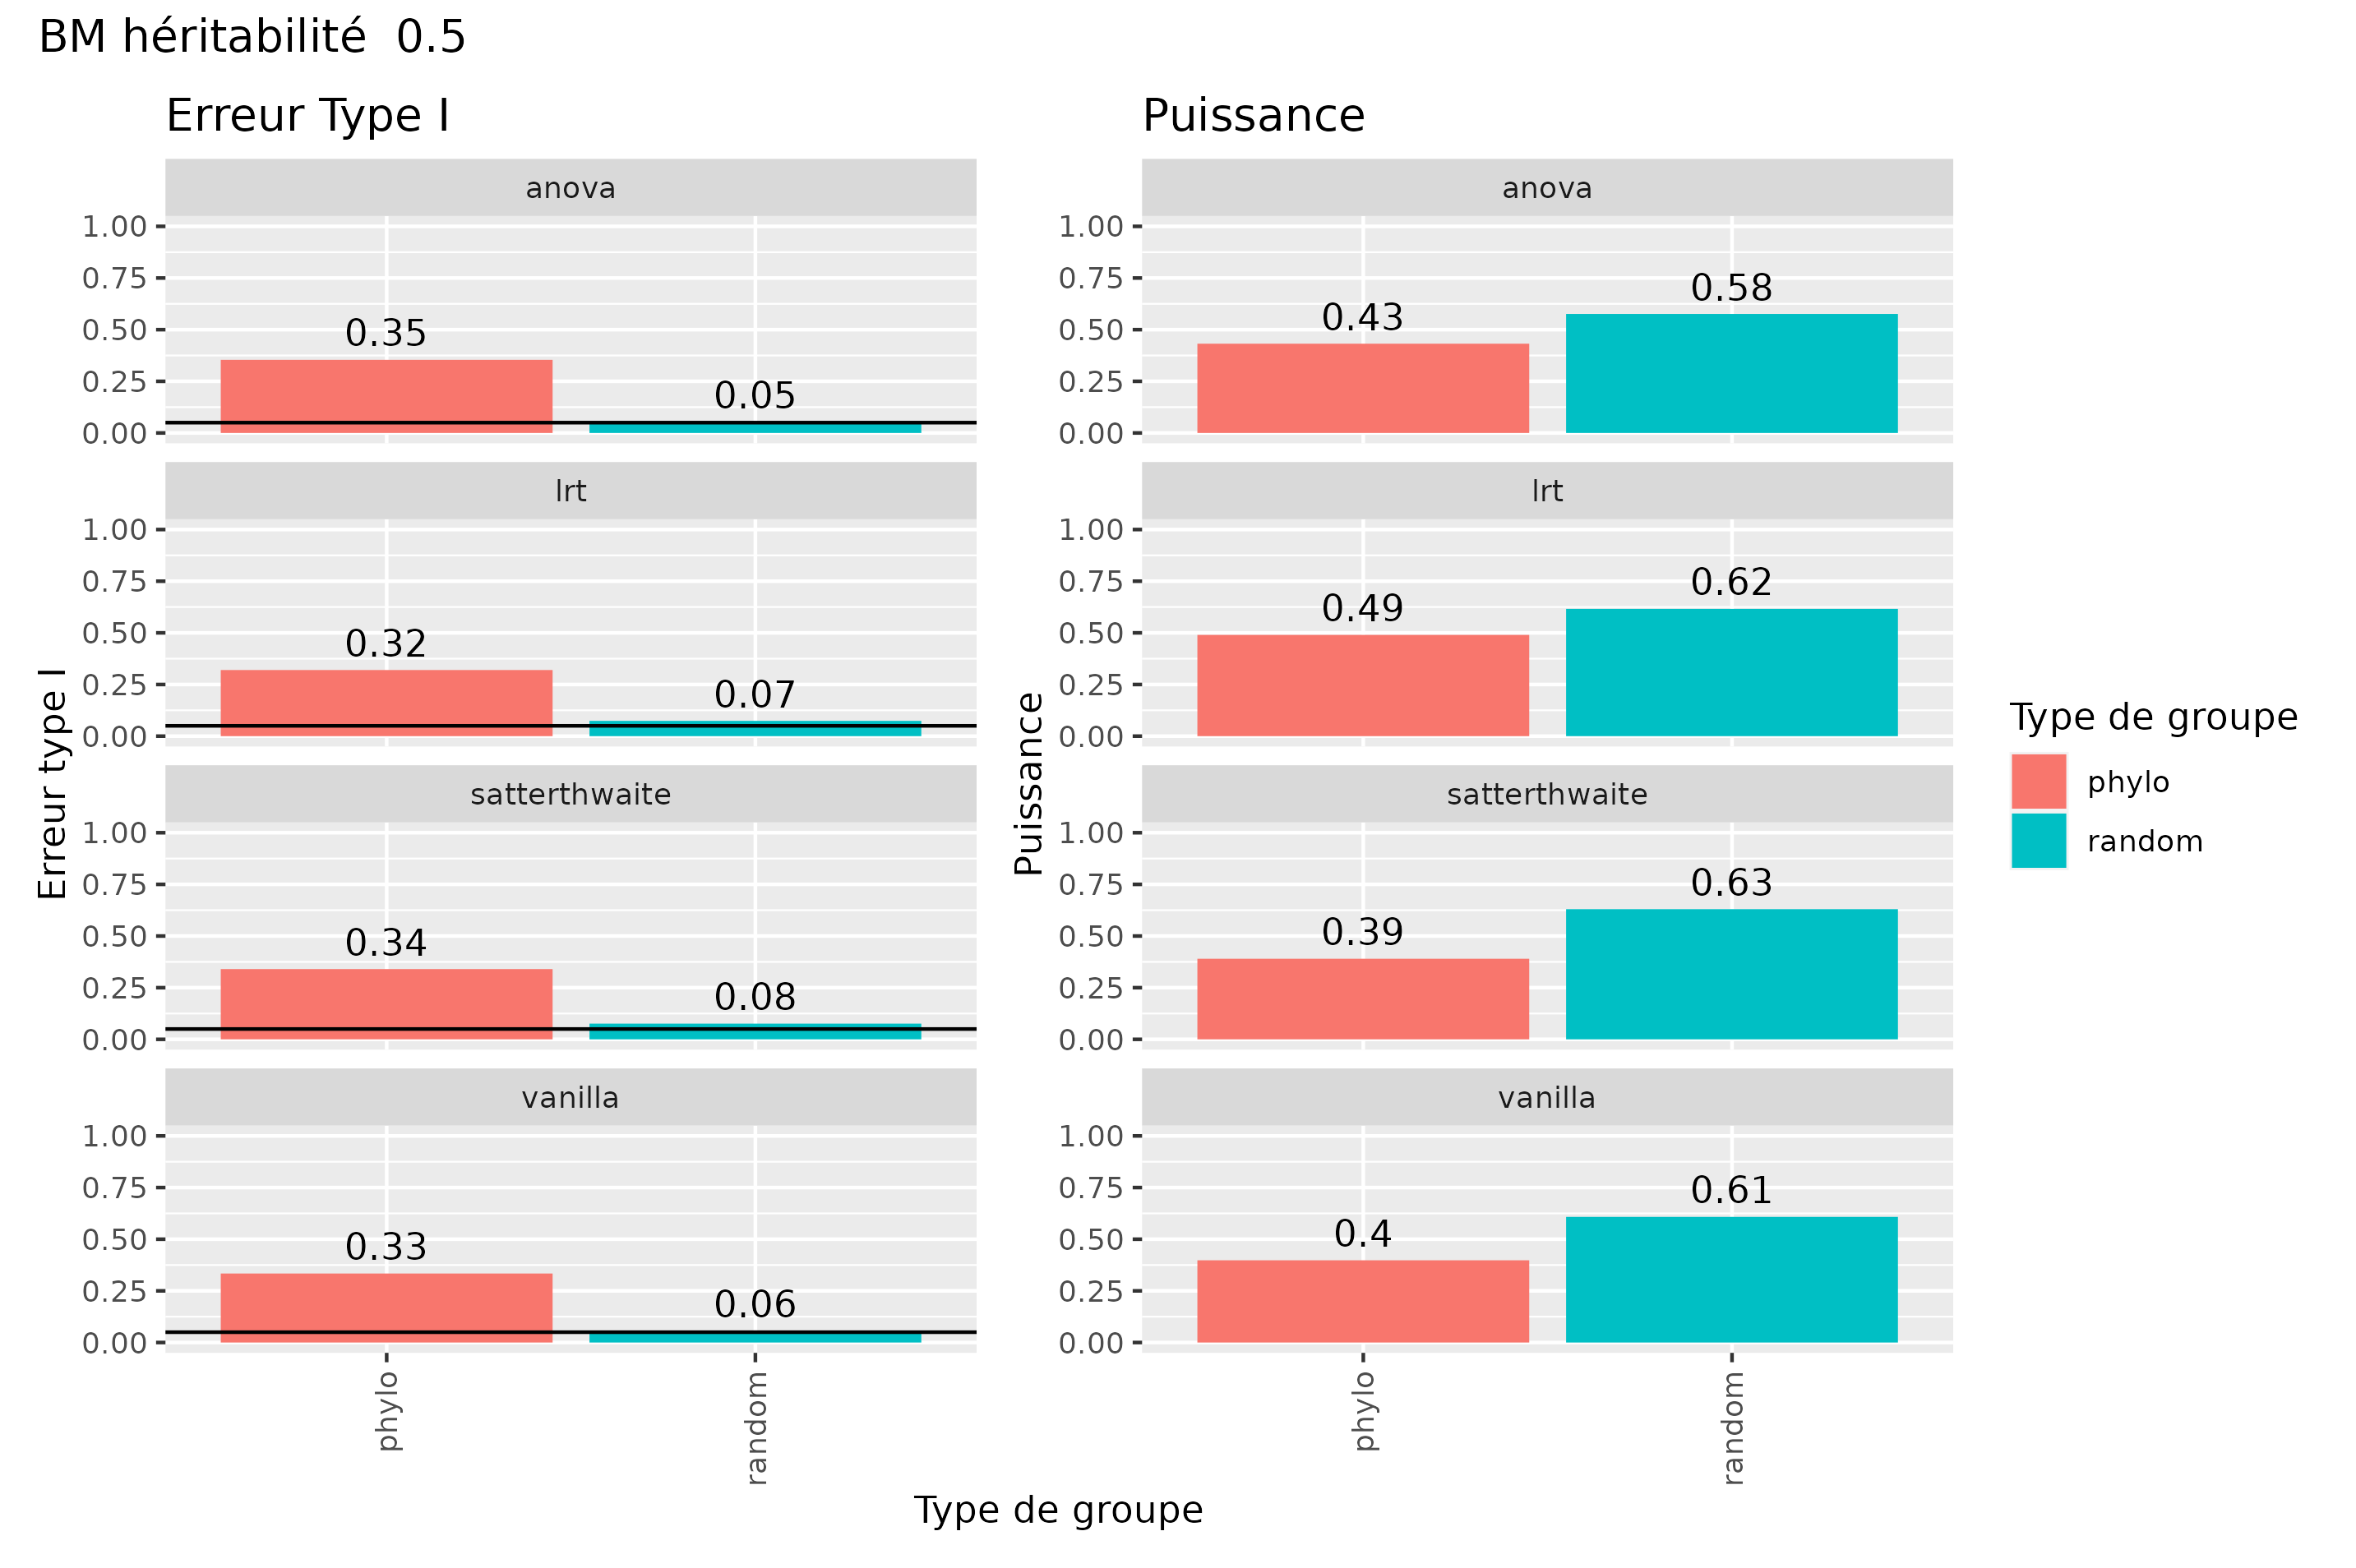 BM héritabilité  0.5
Erreur Type I
anova
1.00
0.75
0.50
0.25
0.00
0.35
0.05
lrt
1.00
0.75
0.50
0.25
0.00
0.32
0.07
satterthwaite
1.00
0.75
0.50
0.25
0.00
0.34
0.08
vanilla
1.00
0.75
0.50
0.25
0.00
0.33
0.06
phylo
random
Erreur type I
Puissance
anova
1.00
0.75
0.50
0.25
0.00
0.43
0.58
lrt
1.00
0.75
0.50
0.25
0.00
0.49
0.62
satterthwaite
1.00
0.75
0.50
0.25
0.00
0.39
0.63
vanilla
1.00
0.75
0.50
0.25
0.00
0.4
0.61
phylo
random
Puissance
Type de groupe
Type de groupe
phylo
random